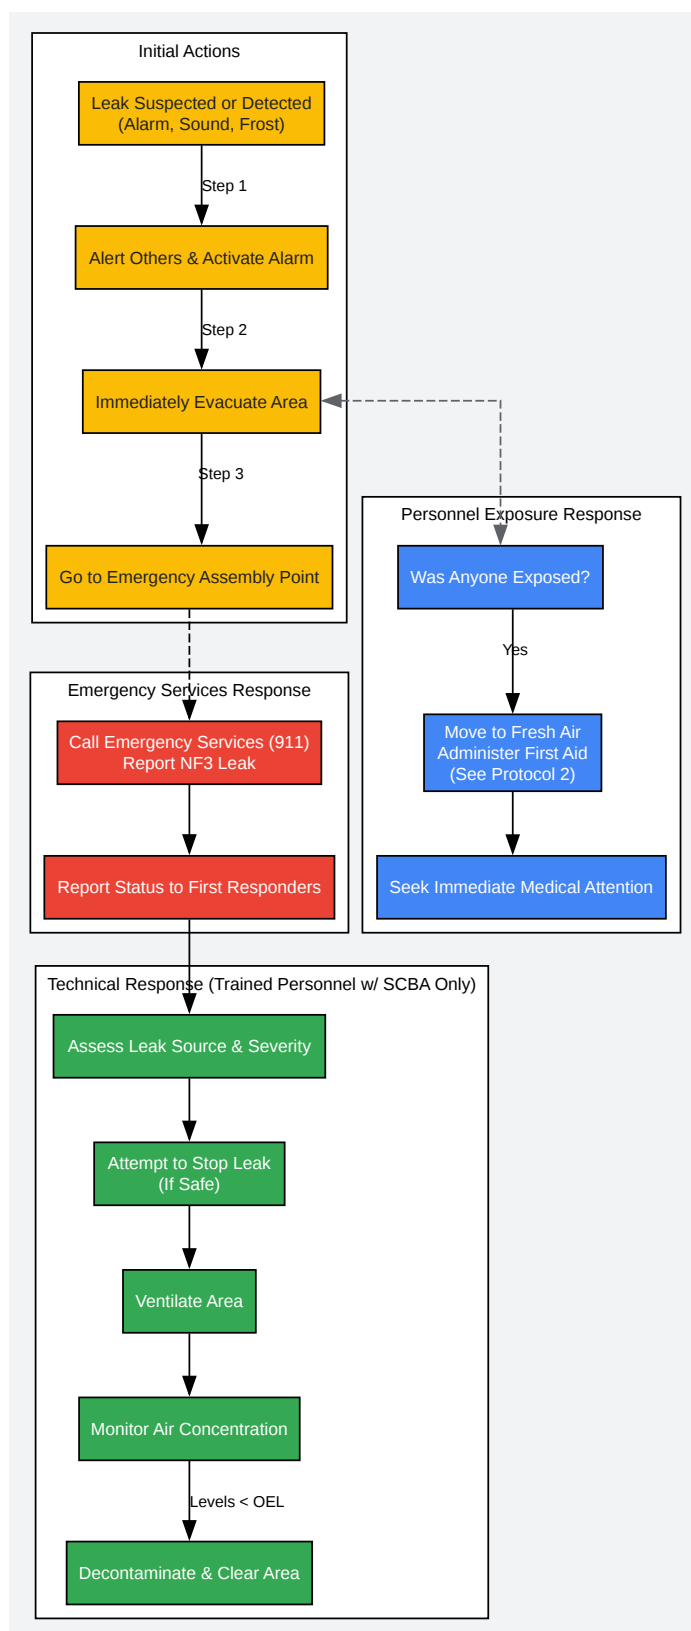 Initial Actions
Leak Suspected or Detected
(Alarm, Sound, Frost)
Step 1
Alert Others & Activate Alarm
Step 2
Immediately Evacuate Area
Step 3
Go to Emergency Assembly Point
Personnel Exposure Response
Was Anyone Exposed?
Yes
Move to Fresh Air
Administer First Aid
(See Protocol 2)
Seek Immediate Medical Attention
Emergency Services Response
Call Emergency Services (911)
Report NF3 Leak
Report Status to First Responders
Technical Response (Trained Personnel w/ SCBA Only)
Assess Leak Source & Severity
Attempt to Stop Leak
(If Safe)
Ventilate Area
Monitor Air Concentration
Levels < OEL
Decontaminate & Clear Area